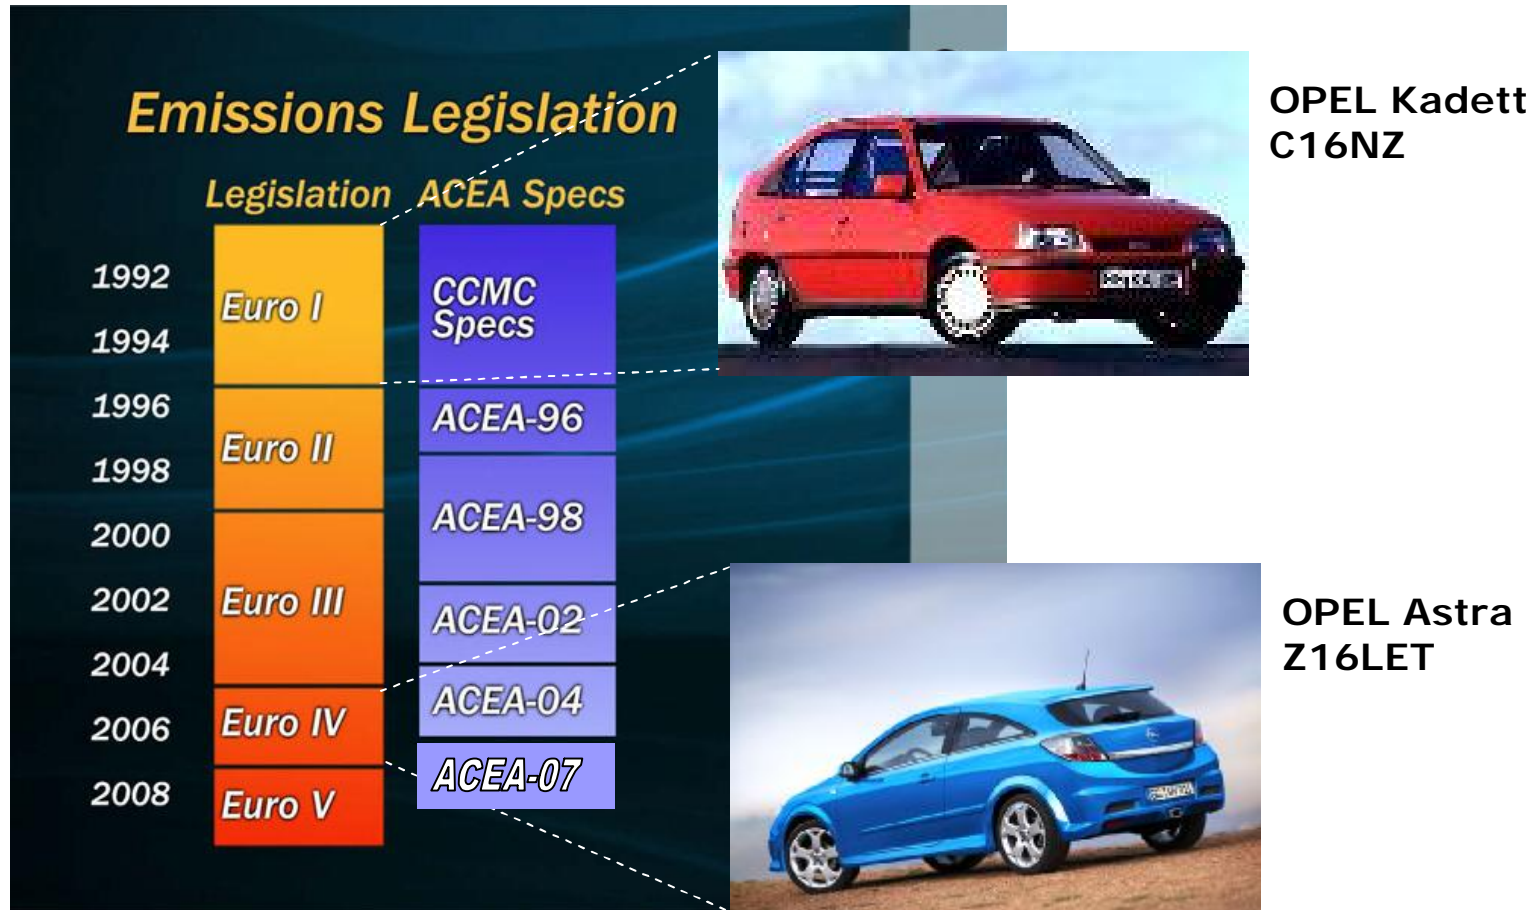 Emissions Legislation
Legislation ACEA Specs
1992
1994
1996
1998
2000
2002
2004
2006
2008
Euro I
Euro II
Euro III
Euro IV
Euro V
CCMC
Specs
ACEA-96
ACEA-98
ACEA-02
ACEA-04
ACEA-07
OPEL Kadett
C16NZ
OPEL Astra
Z16LET